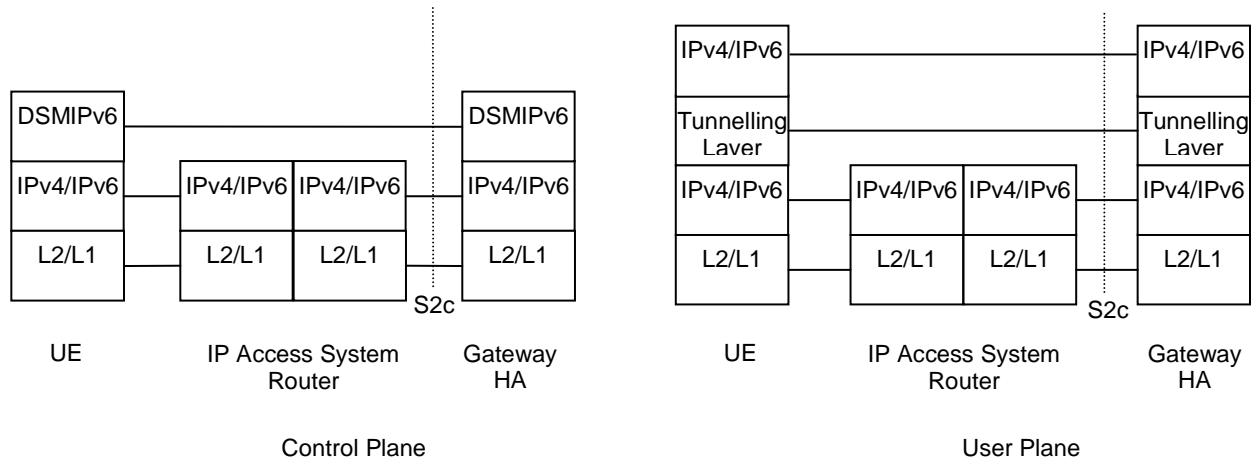 DSMIPv6
DSMIPv6
IPv4/IPv6
IPv4/IPv6
IPv4/IPv6
IPv4/IPv6
L2/L1
L2/L1
L2/L1
L2/L1
S2c
UE
IP Access System
Router
Gateway
HA
Control Plane
IPv4/IPv6
IPv4/IPv6
Tunnelling
Layer
Tunnelling
Layer
IPv4/IPv6
IPv4/IPv6
IPv4/IPv6
IPv4/IPv6
L2/L1
L2/L1
L2/L1
L2/L1
S2c
UE
IP Access System
Router
Gateway
HA
User Plane